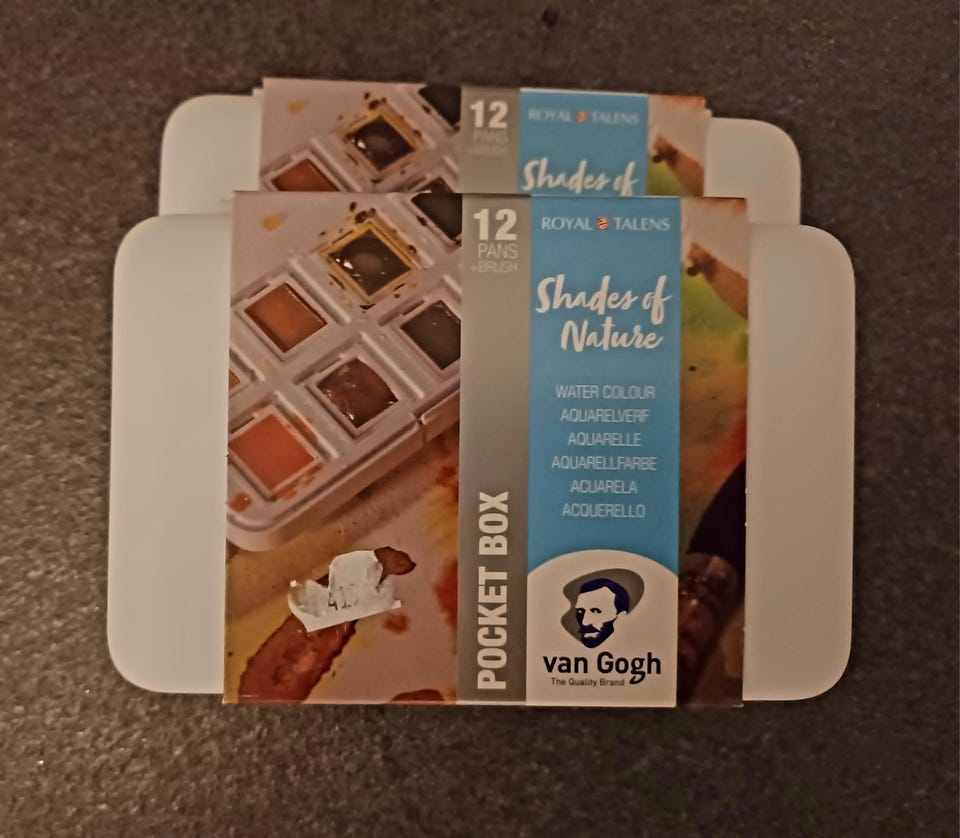 12
PANS
+BRUSH
ROYAL TALENS
Shades of
12
PANS
+BRUSH
POCKET BOX
ROYAL TALENS
Shades of
Nature
WATER COLOUR
AQUARELVERF
AQUARELLE
AQUARELLFARBE
ACUARELA
ACQUERELLO
van Gogh
The Quality Brand